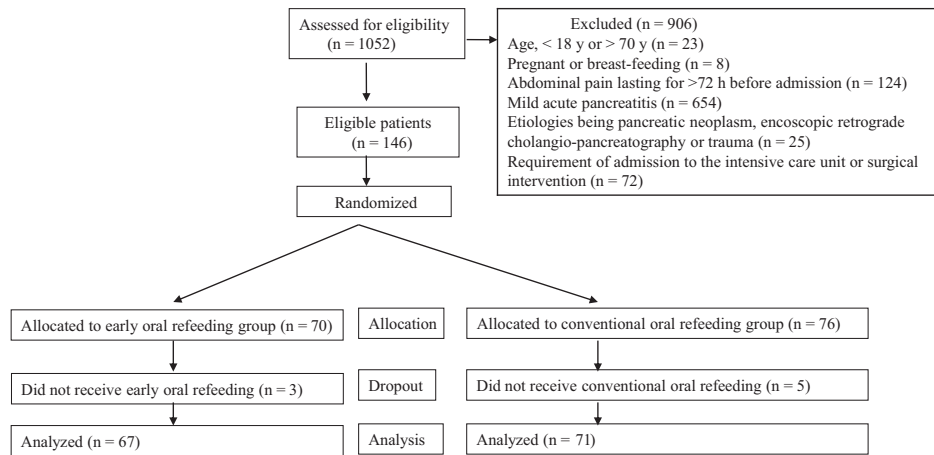 Assessed for eligibility
(n = 1052)
Excluded (n = 906)
Age, < 18 y or > 70 y (n = 23)
Pregnant or breast-feeding (n = 8)
Abdominal pain lasting for >72 h before admission (n = 124)
Mild acute pancreatitis (n = 654)
Etiologies being pancreatic neoplasm, encoscopic retrograde
cholangio-pancreatography or trauma (n = 25)
Requirement of admission to the intensive care unit or surgical
intervention (n = 72)
Eligible patients
(n = 146)
Randomized
Allocated to early oral refeeding group (n = 70)
Allocation
Allocated to conventional oral refeeding group (n = 76)
Did not receive early oral refeeding (n = 3)
Dropout
Did not receive conventional oral refeeding (n = 5)
Analyzed (n = 67)
Analysis
Analyzed (n = 71)